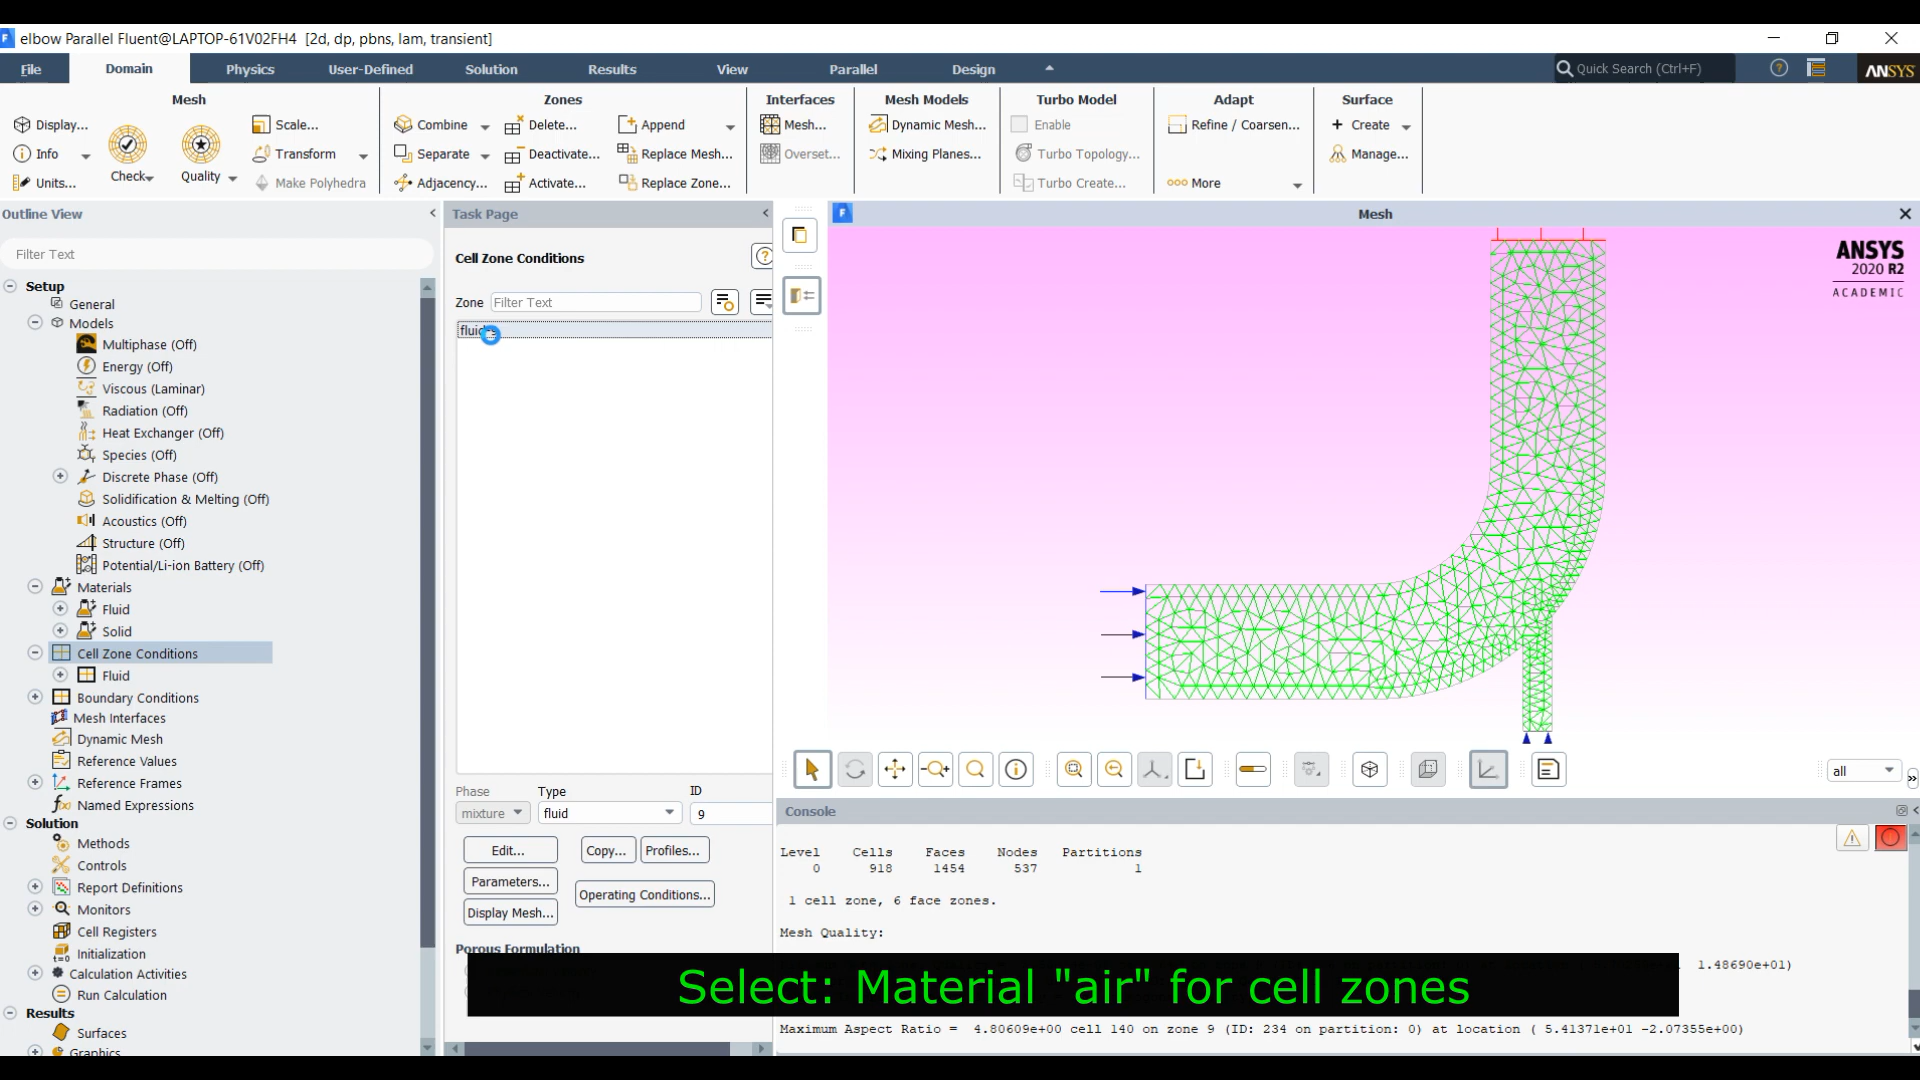 elbow Parallel Fluent@LAPTOP-61V02FH4 [2d, dp, pbns, lam, transient]
File Domain Physics User-Defined Solution Results View Parallel Design Quick Search (Ctrl+F) ANSYS
Mesh Zones Interfaces Mesh Models Turbo Model Adapt Surface
Display... Scale... Combine Delete... Append Mesh... Dynamic Mesh... Enable Refine / Coarsen... Create
Info Transform Separate Deactivate... Replace Mesh... Overset... Mixing Planes... Turbo Topology... Manage...
Check Quality
Units... Make Polyhedra Adjacency... Activate... Replace Zone... Turbo Create... More
Outline View
Filter Text
Setup
General
Models
Multiphase (Off)
Energy (Off)
Viscous (Laminar)
Radiation (Off)
Heat Exchanger (Off)
Species (Off)
Discrete Phase (Off)
Solidification & Melting (Off)
Acoustics (Off)
Structure (Off)
Potential/Li-ion Battery (Off)
Materials
Fluid
Solid
Cell Zone Conditions
Fluid
Boundary Conditions
Mesh Interfaces
Dynamic Mesh
Reference Values
Reference Frames
Named Expressions
Solution
Methods
Controls
Report Definitions
Monitors
Cell Registers
Initialization
Calculation Activities
Run Calculation
Results
Surfaces
Graphics
Task Page
Cell Zone Conditions
Zone Filter Text
Phase Type ID
mixture fluid 9
Edit... Copy... Profiles...
Parameters... Operating Conditions...
Display Mesh...
Porous Formulation
Mesh
ANSYS
2020 R2
ACADEMIC
all
Console
Level Cells Faces Nodes Partitions
0 918 1454 537 1
1 cell zone, 6 face zones.
Mesh Quality:
1.48690e+01)
Select: Material "air" for cell zones
Maximum Aspect Ratio = 4.80609e+00 cell 140 on zone 9 (ID: 234 on partition: 0) at location ( 5.41371e+01 -2.07355e+00)